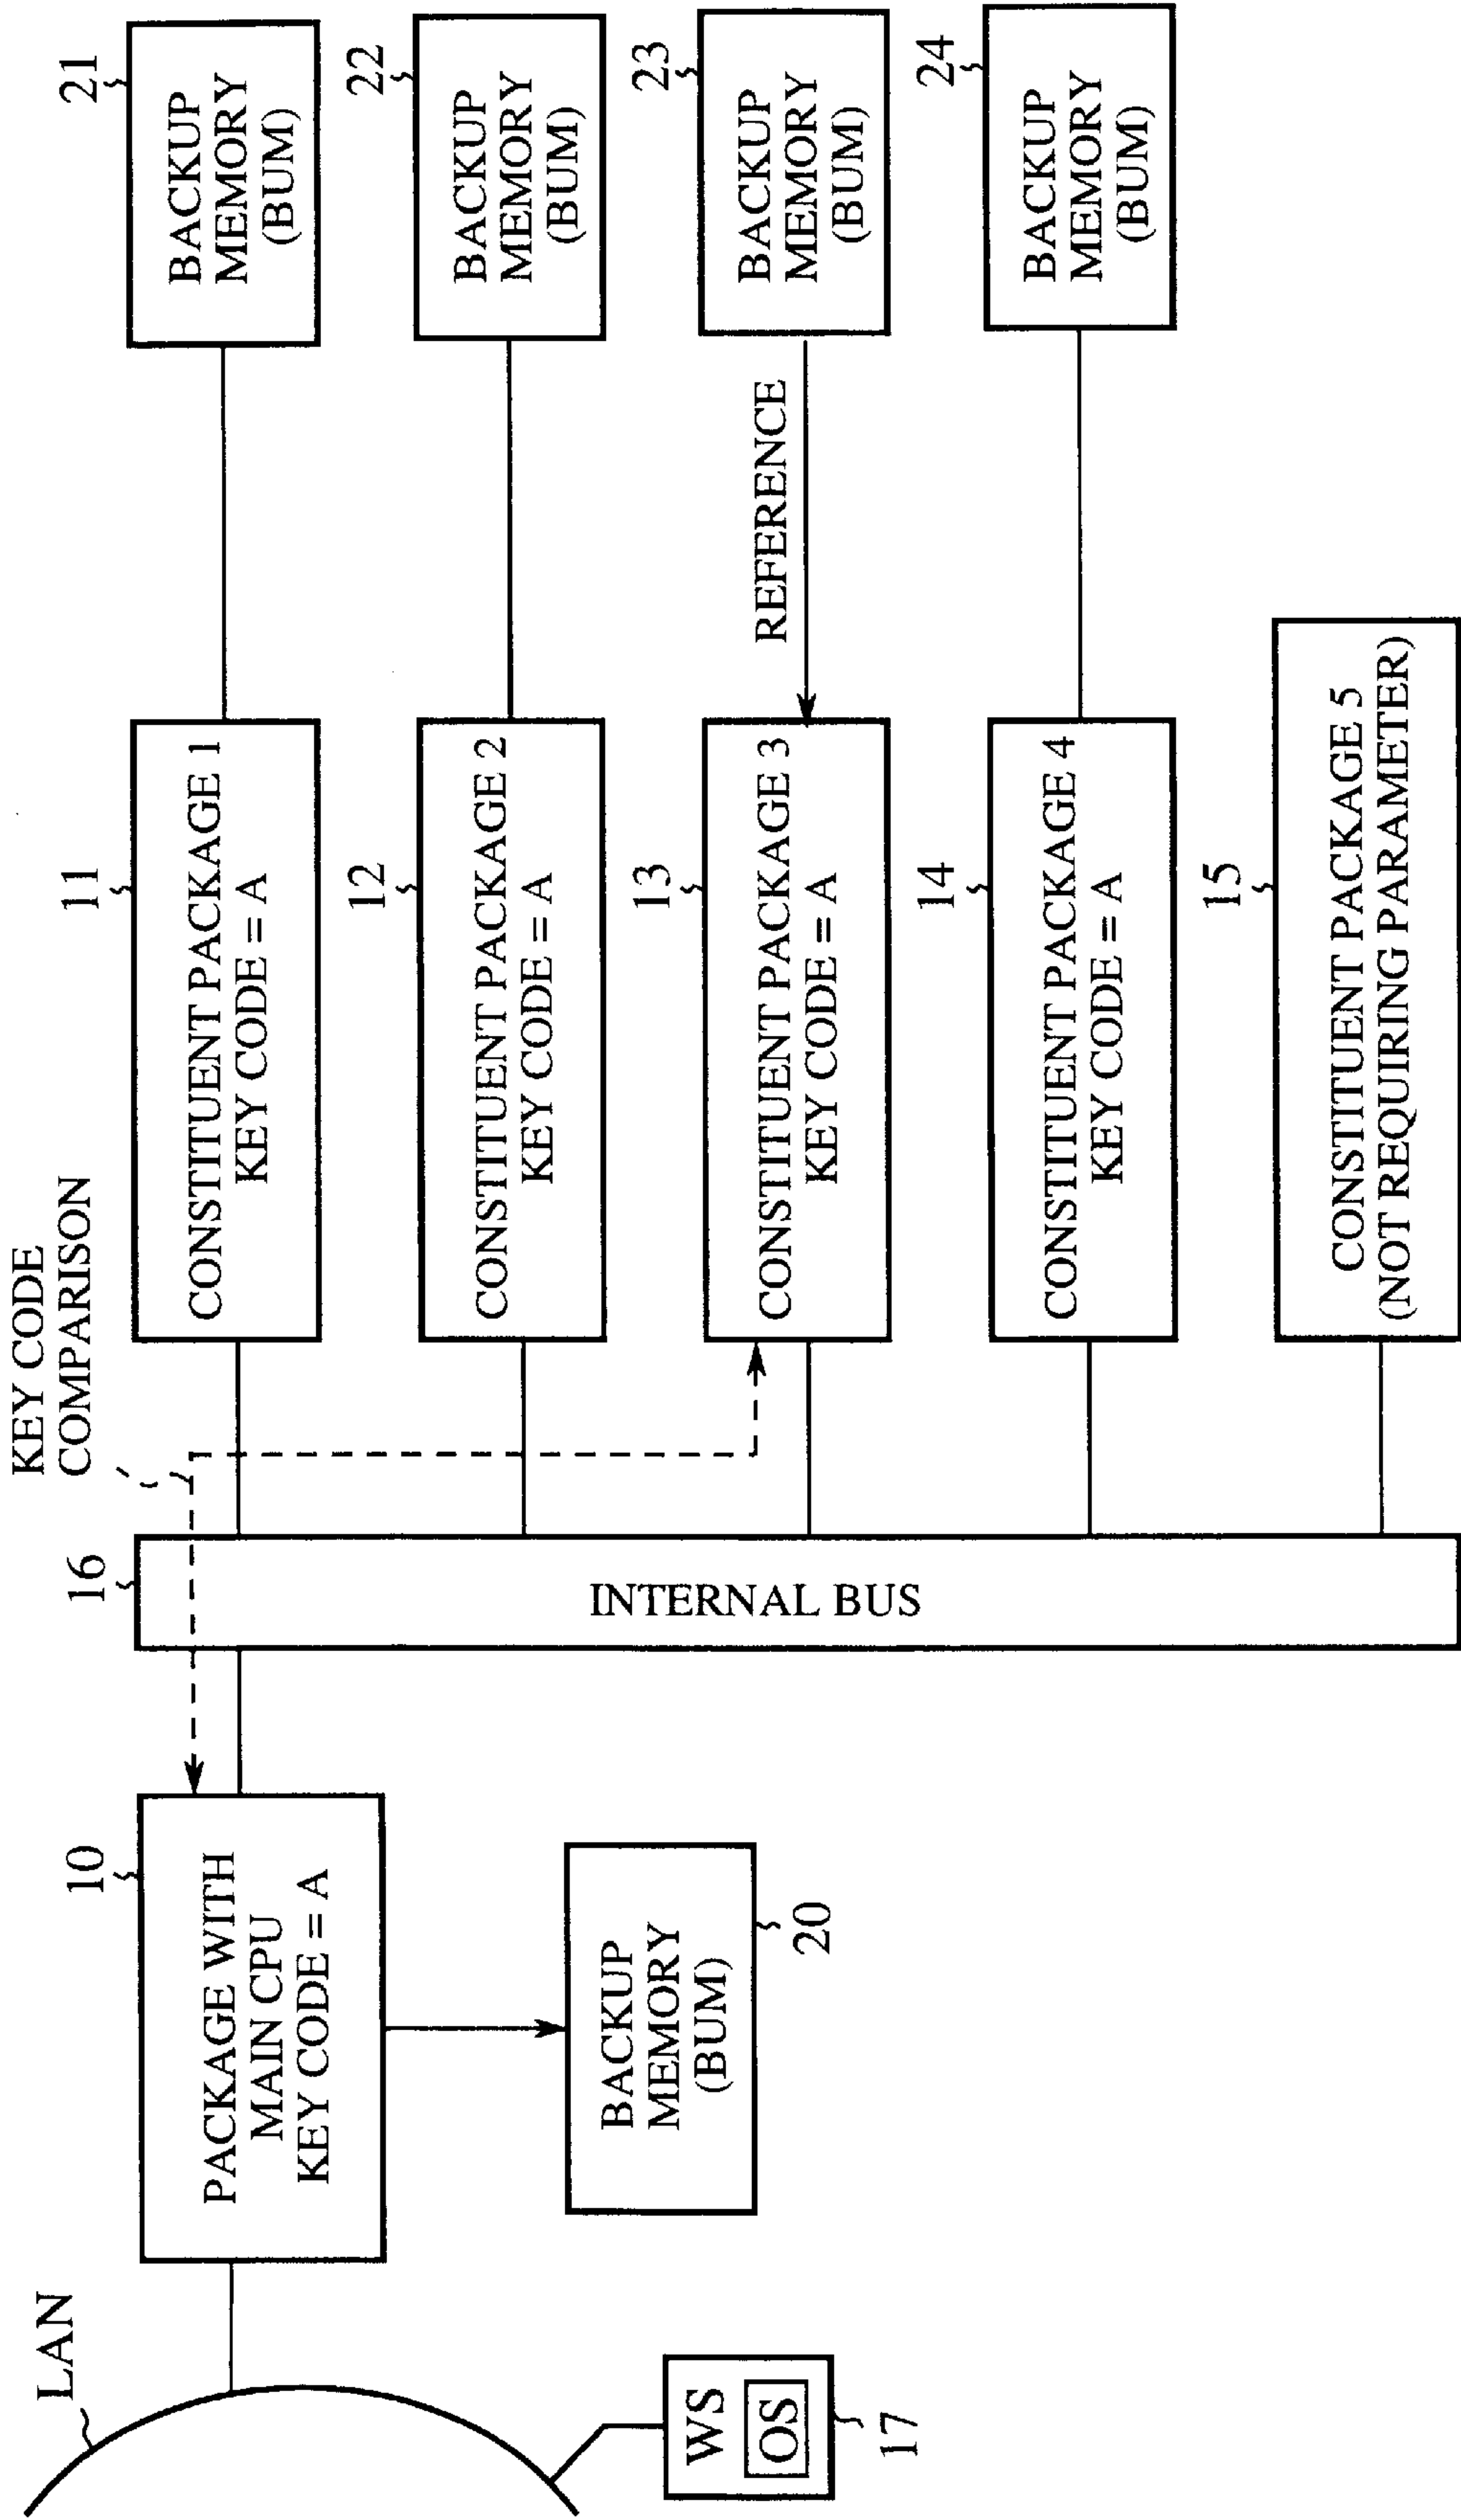 LAN
WS
OS
17
10
PACKAGE WITH
MAIN CPU
KEY CODE = A
BACKUP
MEMORY
(BUM)
20
KEY CODE
COMPARISON
16
INTERNAL BUS
11
CONSTITUENT PACKAGE 1
KEY CODE = A
21
BACKUP
MEMORY
(BUM)
12
CONSTITUENT PACKAGE 2
KEY CODE = A
22
BACKUP
MEMORY
(BUM)
13
CONSTITUENT PACKAGE 3
KEY CODE = A
REFERENCE
23
BACKUP
MEMORY
(BUM)
14
CONSTITUENT PACKAGE 4
KEY CODE = A
24
BACKUP
MEMORY
(BUM)
15
CONSTITUENT PACKAGE 5
(NOT REQUIRING PARAMETER)